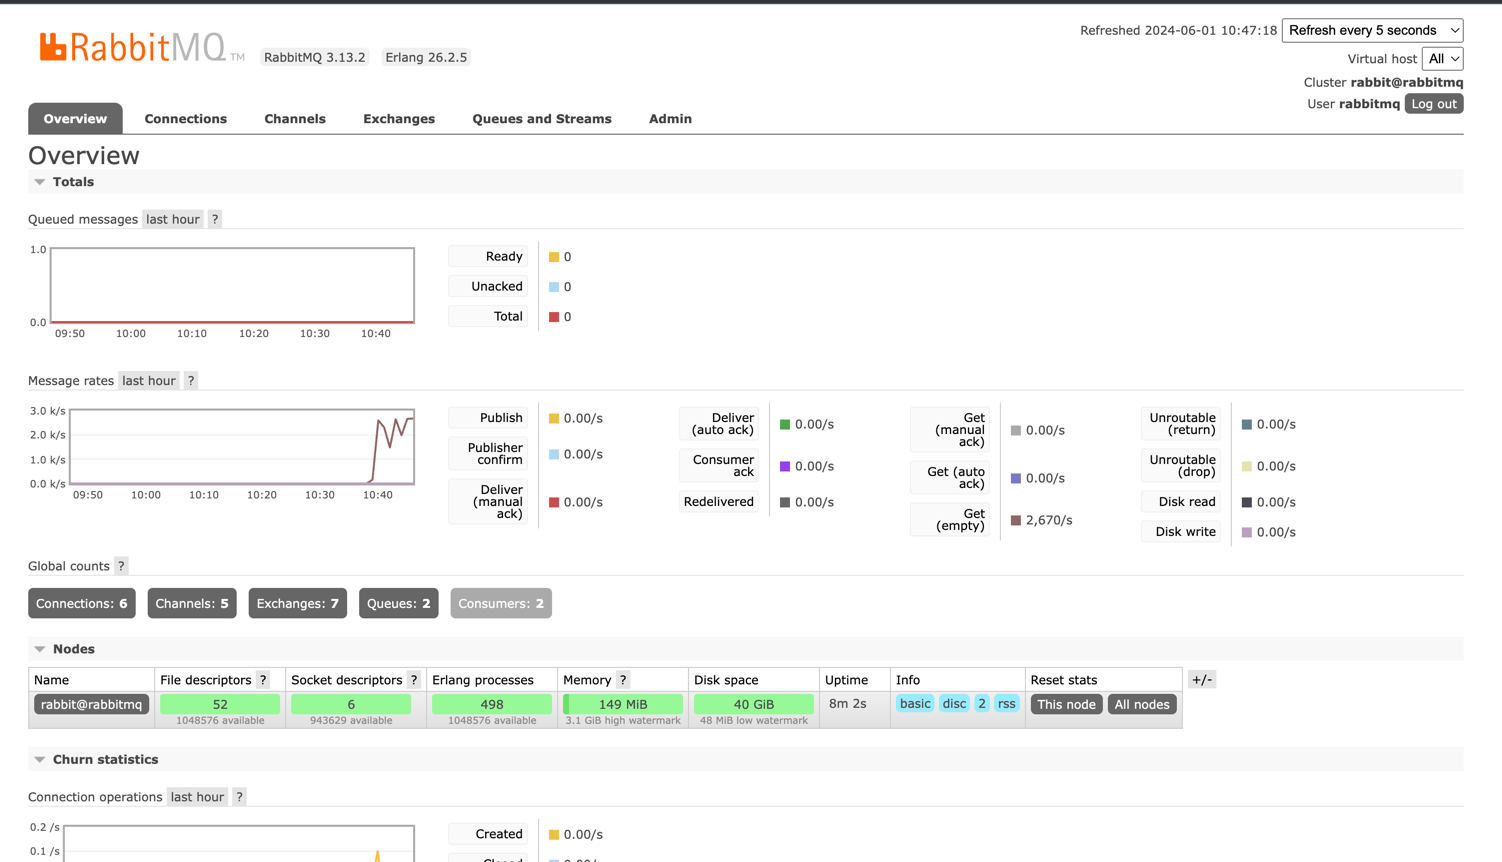 Refreshed 2024-06-01 10:47:18 Refresh every 5 seconds
RabbitMQ TM RabbitMQ 3.13.2 Erlang 26.2.5
Virtual host All
Cluster rabbit@rabbitmq
User rabbitmq Log out
Overview Connections Channels Exchanges Queues and Streams Admin
Overview
Totals
Queued messages last hour ?
1.0
0.0
09:50 10:00 10:10 10:20 10:30 10:40
Ready 0
Unacked 0
Total 0
Message rates last hour ?
3.0 k/s
2.0 k/s
1.0 k/s
0.0 k/s
09:50 10:00 10:10 10:20 10:30 10:40
Publish 0.00/s
Publisher
confirm 0.00/s
Deliver
(manual
ack) 0.00/s
Deliver
(auto ack) 0.00/s
Consumer
ack 0.00/s
Redelivered 0.00/s
Get
(manual
ack) 0.00/s
Get (auto
ack) 0.00/s
Get
(empty) 2,670/s
Unroutable
(return) 0.00/s
Unroutable
(drop) 0.00/s
Disk read 0.00/s
Disk write 0.00/s
Global counts ?
Connections: 6 Channels: 5 Exchanges: 7 Queues: 2 Consumers: 2
Nodes
Name File descriptors ? Socket descriptors ? Erlang processes Memory ? Disk space Uptime Info Reset stats +/-
rabbit@rabbitmq 52 6 498 149 MiB 40 GiB 8m 2s basic disc 2 rss This node All nodes
1048576 available 943629 available 1048576 available 3.1 GiB high watermark 48 MiB low watermark
Churn statistics
Connection operations last hour ?
0.2 /s
0.1 /s
Created 0.00/s